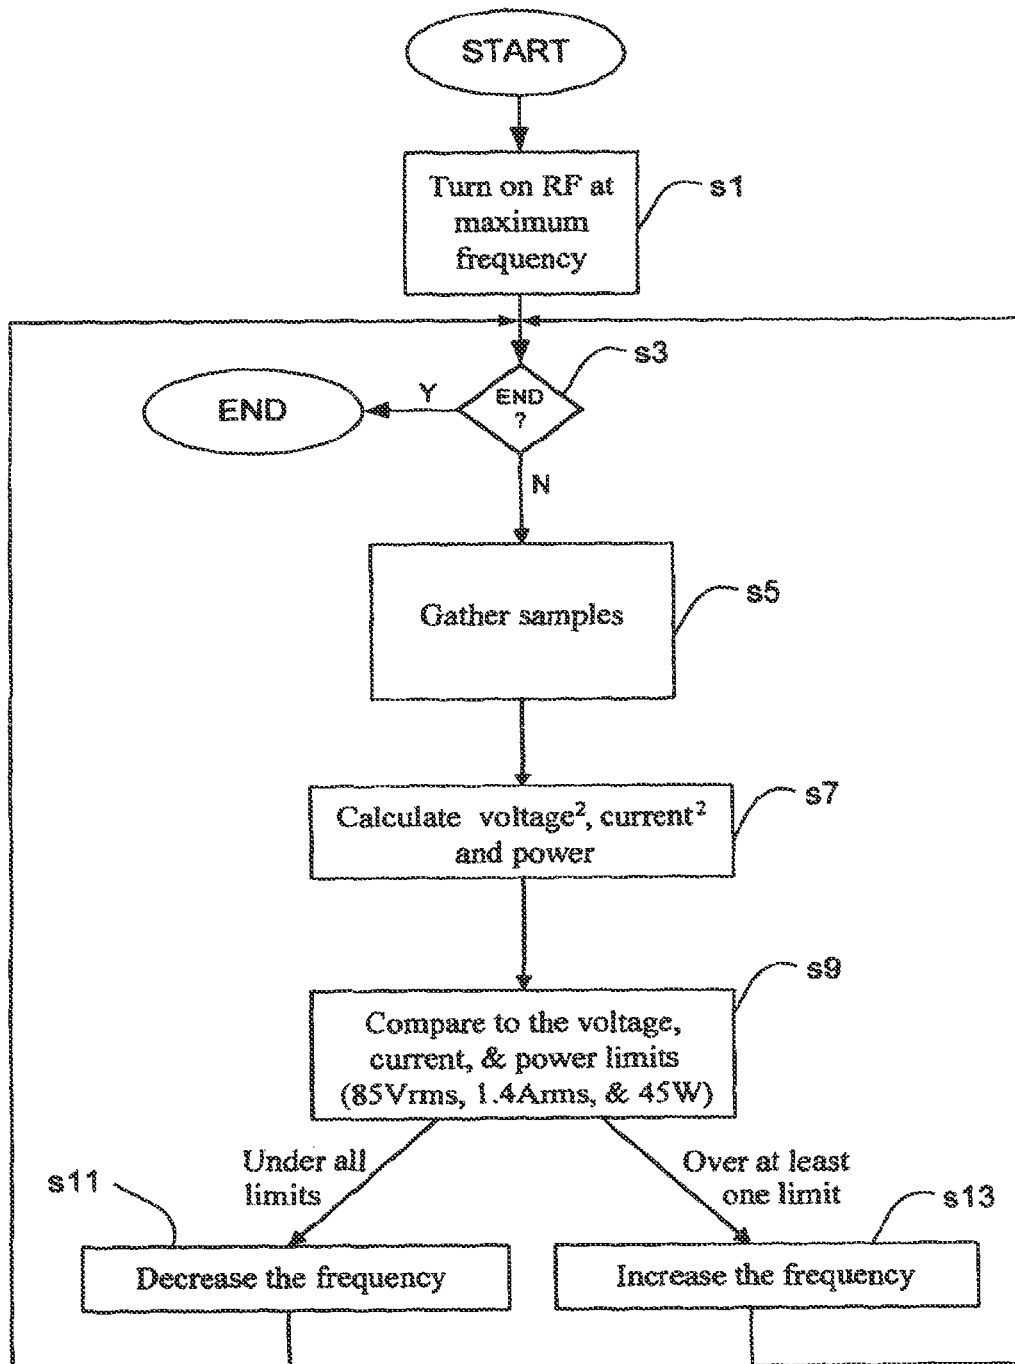 START
Turn on RF at
maximum
frequency
s1
s3
END
Y
END
?
N
Gather samples
s5
Calculate voltage², current²
and power
s7
Compare to the voltage,
current, & power limits
(85Vrms, 1.4Arms, & 45W)
s9
Under all
limits
Over at least
one limit
s11
s13
Decrease the frequency
Increase the frequency